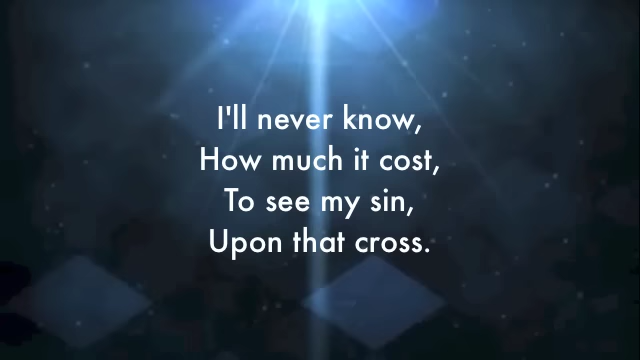 I'll never know,
How much it cost,
To see my sin,
Upon that cross.